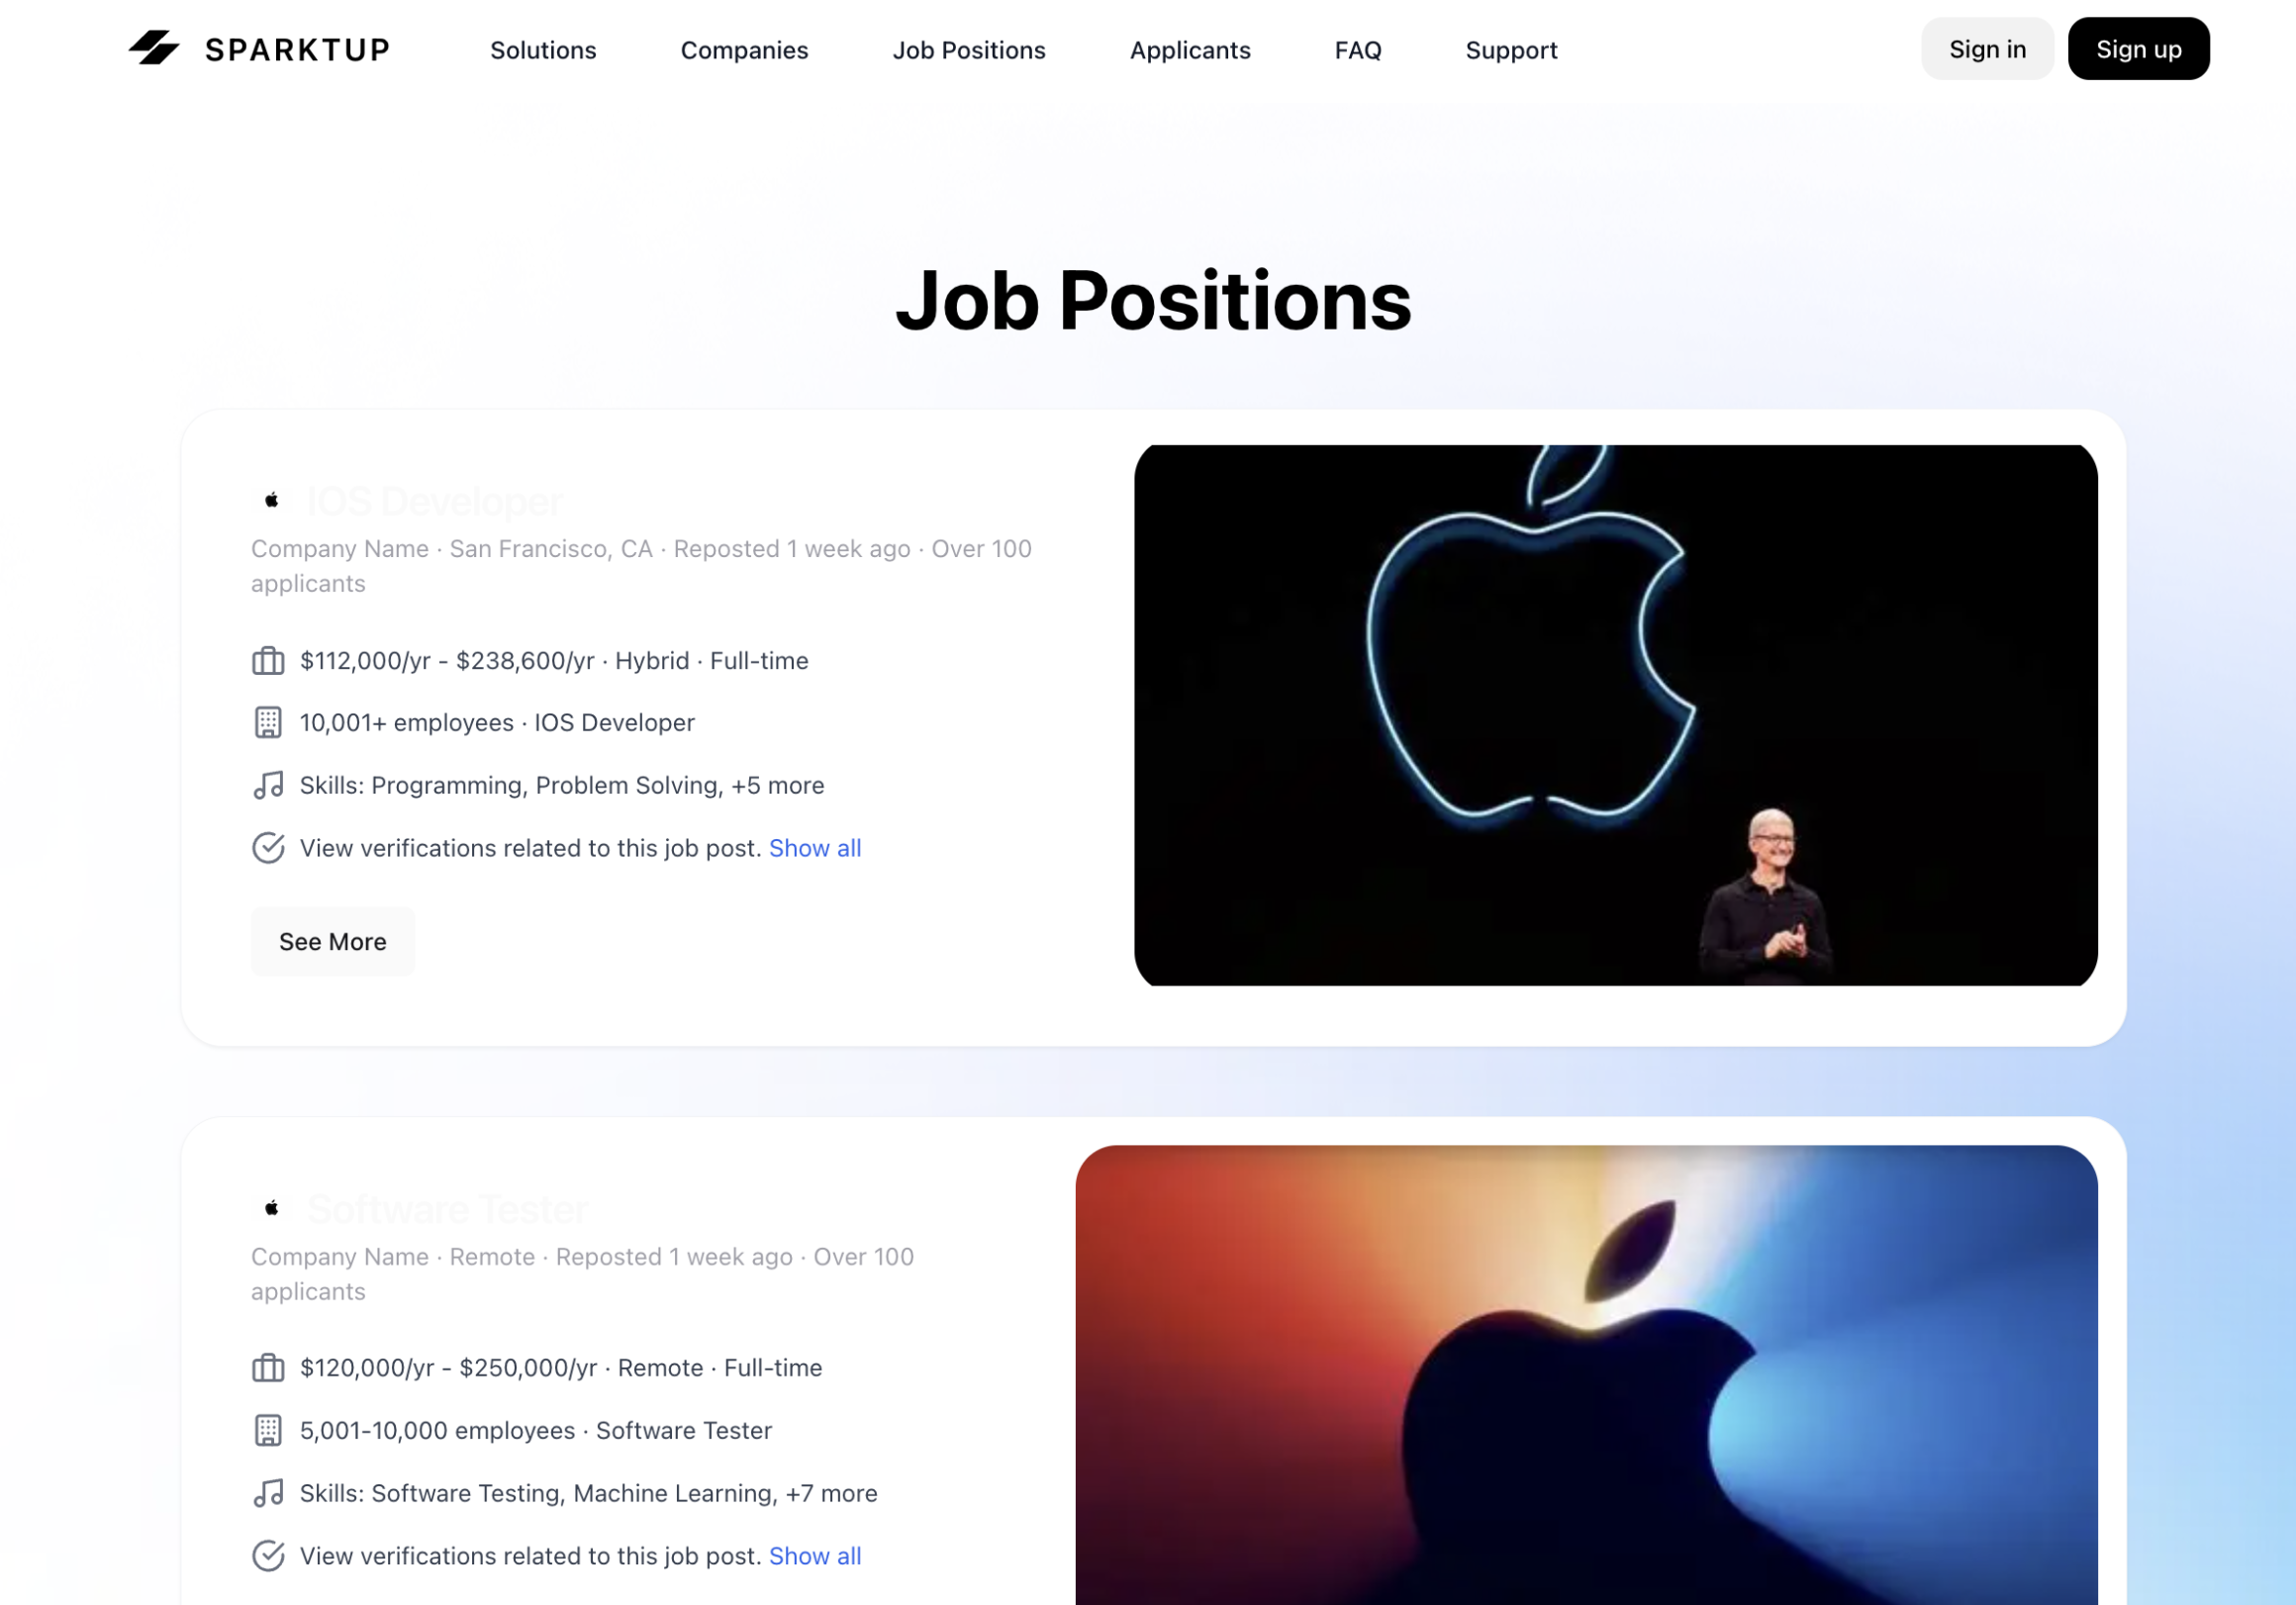 SPARKTUP
Solutions
Companies
Job Positions
Applicants
FAQ
Support
Sign in
Sign up
Job Positions
IOS Developer
Company Name · San Francisco, CA · Reposted 1 week ago · Over 100
applicants
$112,000/yr - $238,600/yr · Hybrid · Full-time
10,001+ employees · IOS Developer
Skills: Programming, Problem Solving, +5 more
View verifications related to this job post. Show all
See More
Software Tester
Company Name · Remote · Reposted 1 week ago · Over 100
applicants
$120,000/yr - $250,000/yr · Remote · Full-time
5,001-10,000 employees · Software Tester
Skills: Software Testing, Machine Learning, +7 more
View verifications related to this job post. Show all